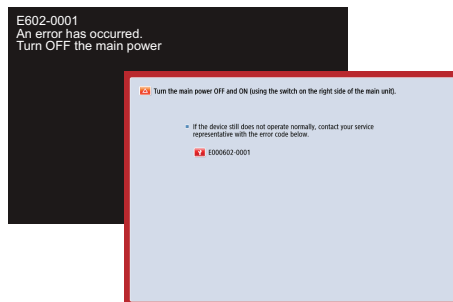 E602-0001
An error has occurred.
Turn OFF the main power
Turn the main power OFF and ON (using the switch on the right side of the main unit).
If the device still does not operate normally, contact your service
representative with the error code below.
E000602-0001